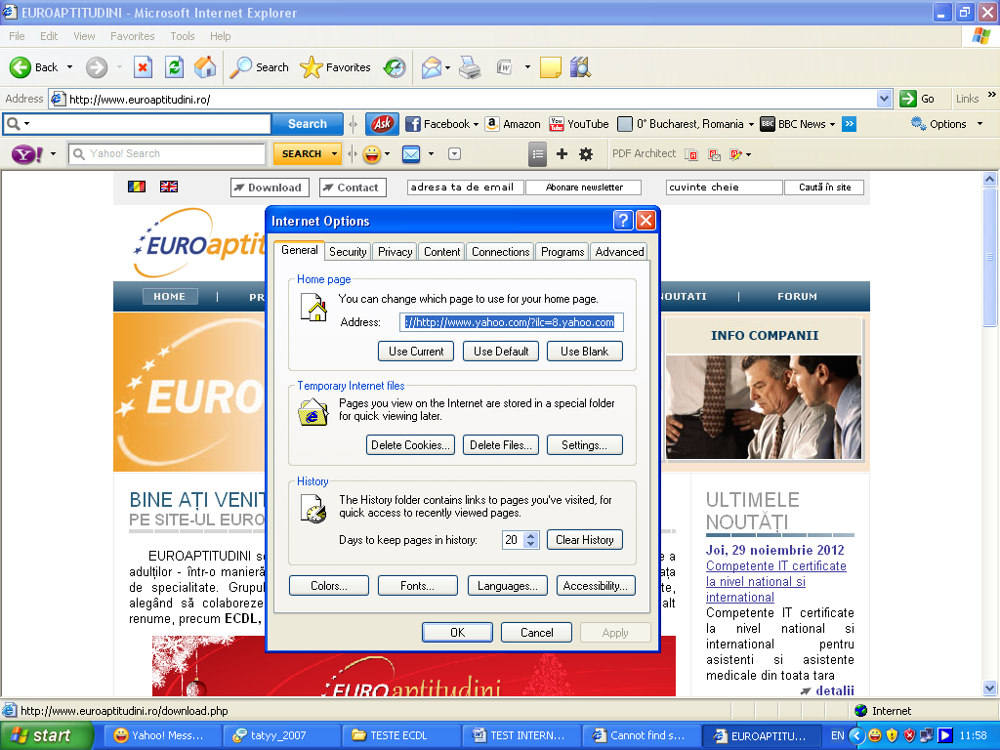 EUROAPTITUDINI - Microsoft Internet Explorer
File Edit View Favorites Tools Help
Back Search Favorites
Address http://www.euroaptitudini.ro/ Go Links »
Search Ask Facebook Amazon YouTube 0° Bucharest, Romania BBC News » Options
Y! Yahoo! Search SEARCH PDF Architect
Download Contact adresa ta de email Abonare newsletter cuvinte cheie Caută în site
EUROaptit
Internet Options
General Security Privacy Content Connections Programs Advanced
HOME | PR OUTATI | FORUM
Home page
You can change which page to use for your home page.
Address: ://http://www.yahoo.com/?ilc=8.yahoo.com
Use Current Use Default Use Blank
INFO COMPANII
EURO
Temporary Internet files
Pages you view on the Internet are stored in a special folder
for quick viewing later.
Delete Cookies... Delete Files... Settings...
History
The History folder contains links to pages you've visited, for
quick access to recently viewed pages.
Days to keep pages in history: 20 Clear History
Colors... Fonts... Languages... Accessibility...
OK Cancel Apply
BINE AȚI VENIT
PE SITE-UL EURO
EUROAPTITUDINI
adulților - într-o manieră
de specialitate. Grupul
alegând să colaboreze alt
renume, precum ECDL,
EUROaptitudini
ULTIMELE
NOUTĂȚI
Joi, 29 noiembrie 2012
Competente IT certificate
la nivel national si
international
Competente IT certificate
la nivel national si
international pentru
asistenti si asistente
medicale din toata tara
detalii
http://www.euroaptitudini.ro/download.php Internet
start Yahoo! Mess... tatyy_2007 TESTE ECDL TEST INTERN... Cannot find s... EUROAPTITU... EN 11:58